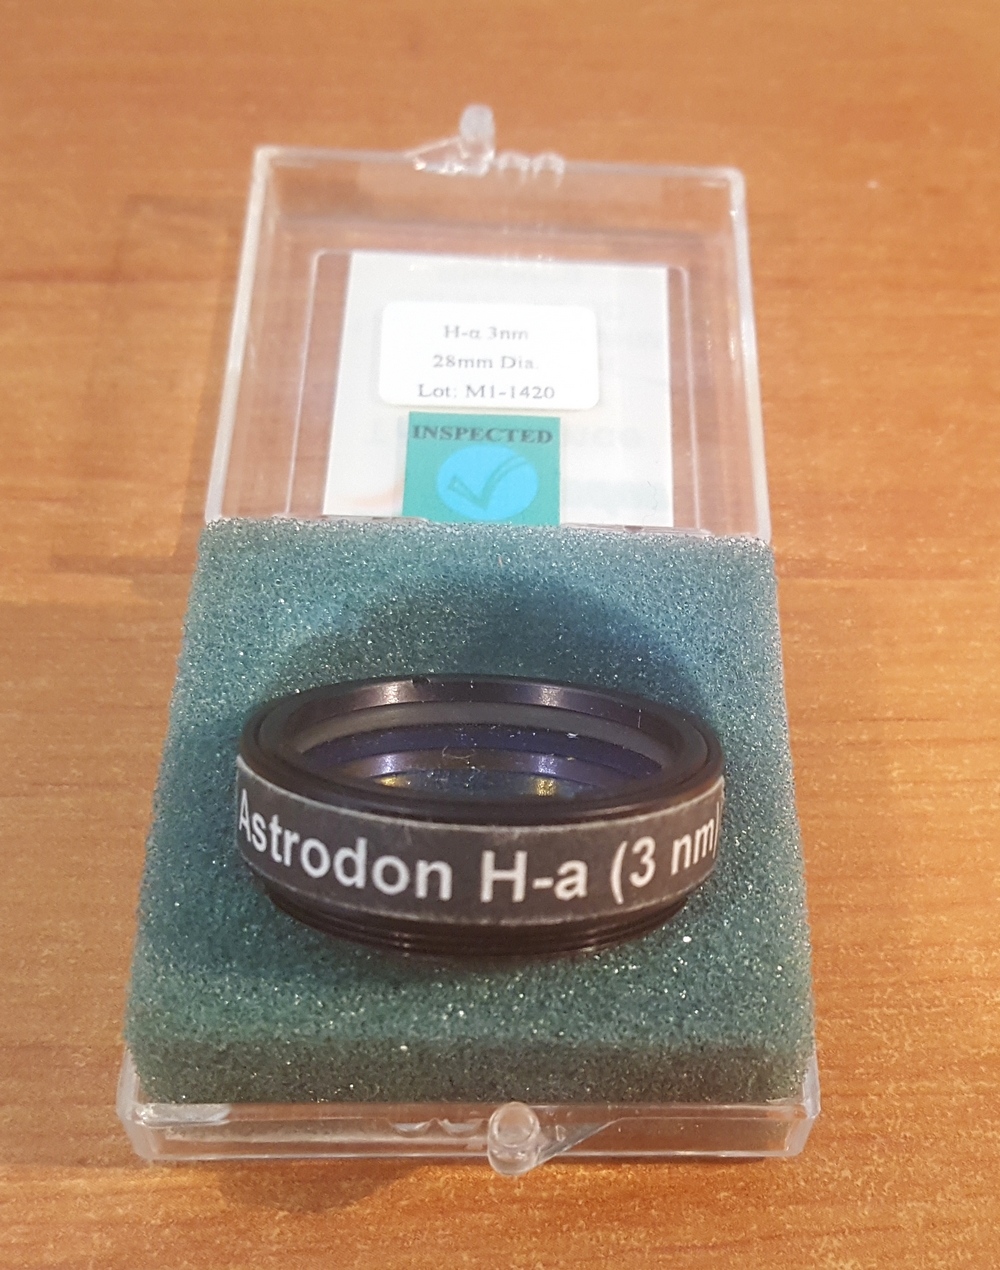 H-α 3nm
28mm Dia.
Lot: M1-1420
INSPECTED
Astrodon H-a (3 nm)